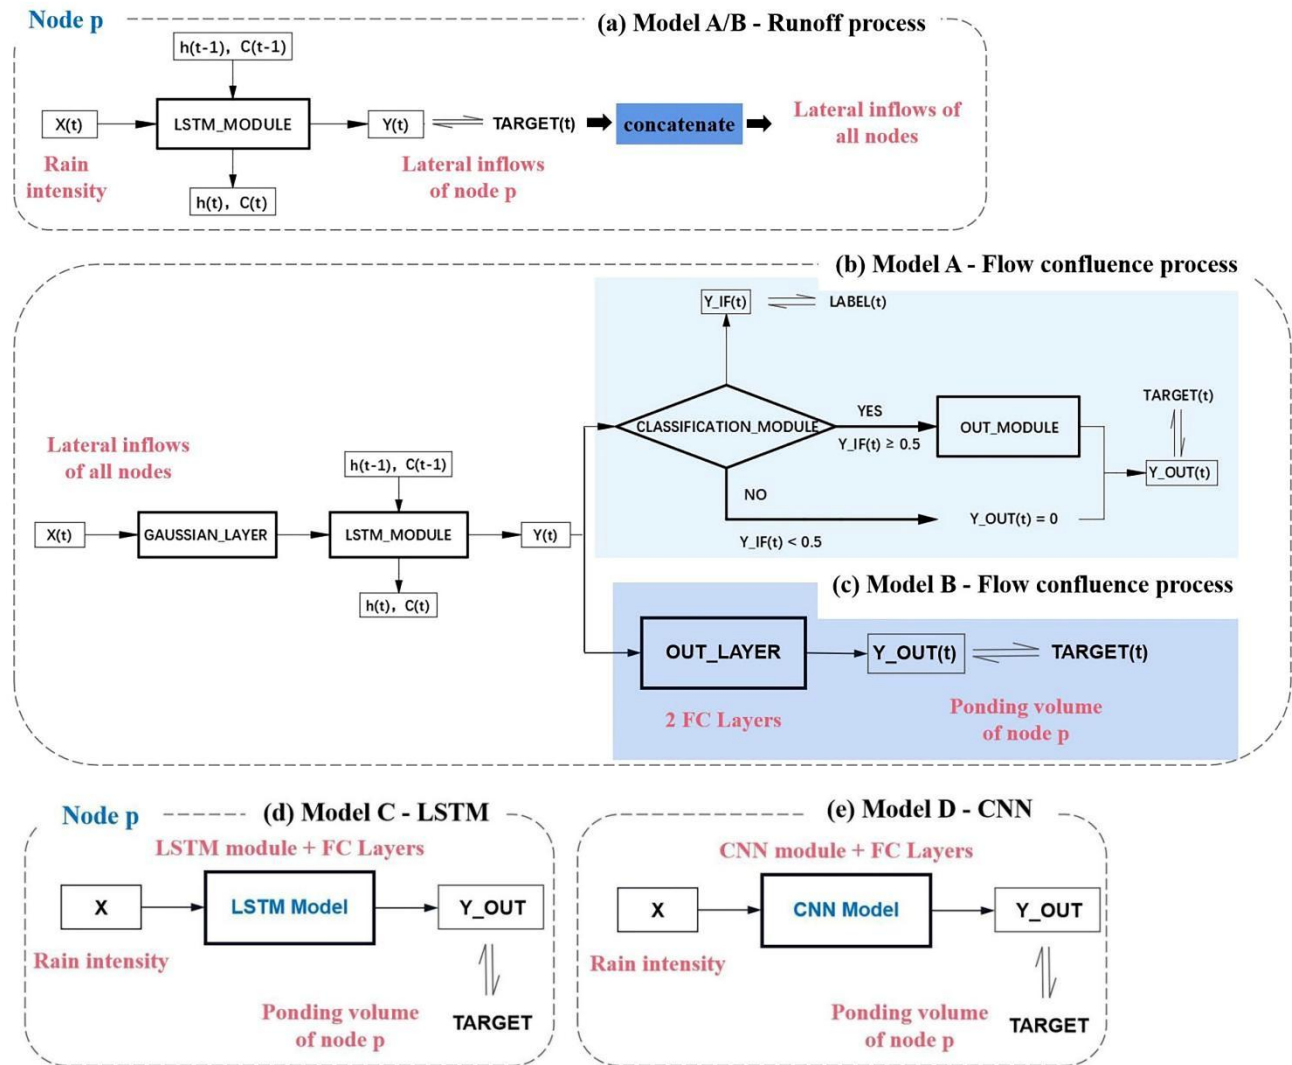 Node p
(a) Model A/B - Runoff process
h(t-1),  C(t-1)
X(t)
LSTM_MODULE
Y(t)
TARGET(t)
concatenate
Lateral inflows of
all nodes
Rain
intensity
Lateral inflows
of node p
h(t), C(t)
(b) Model A - Flow confluence process
Y_IF(t)
LABEL(t)
CLASSIFICATION_MODULE
YES
Y_IF(t) ≥ 0.5
OUT_MODULE
TARGET(t)
Y_OUT(t)
NO
Y_IF(t) < 0.5
Y_OUT(t) = 0
Lateral inflows
of all nodes
h(t-1),  C(t-1)
X(t)
GAUSSIAN_LAYER
LSTM_MODULE
Y(t)
h(t), C(t)
(c) Model B - Flow confluence process
OUT_LAYER
Y_OUT(t)
TARGET(t)
2 FC Layers
Ponding volume
of node p
Node p
(d) Model C - LSTM
LSTM module + FC Layers
X
LSTM Model
Y_OUT
Rain intensity
Ponding volume
of node p
TARGET
(e) Model D - CNN
CNN module + FC Layers
X
CNN Model
Y_OUT
Rain intensity
Ponding volume
of node p
TARGET